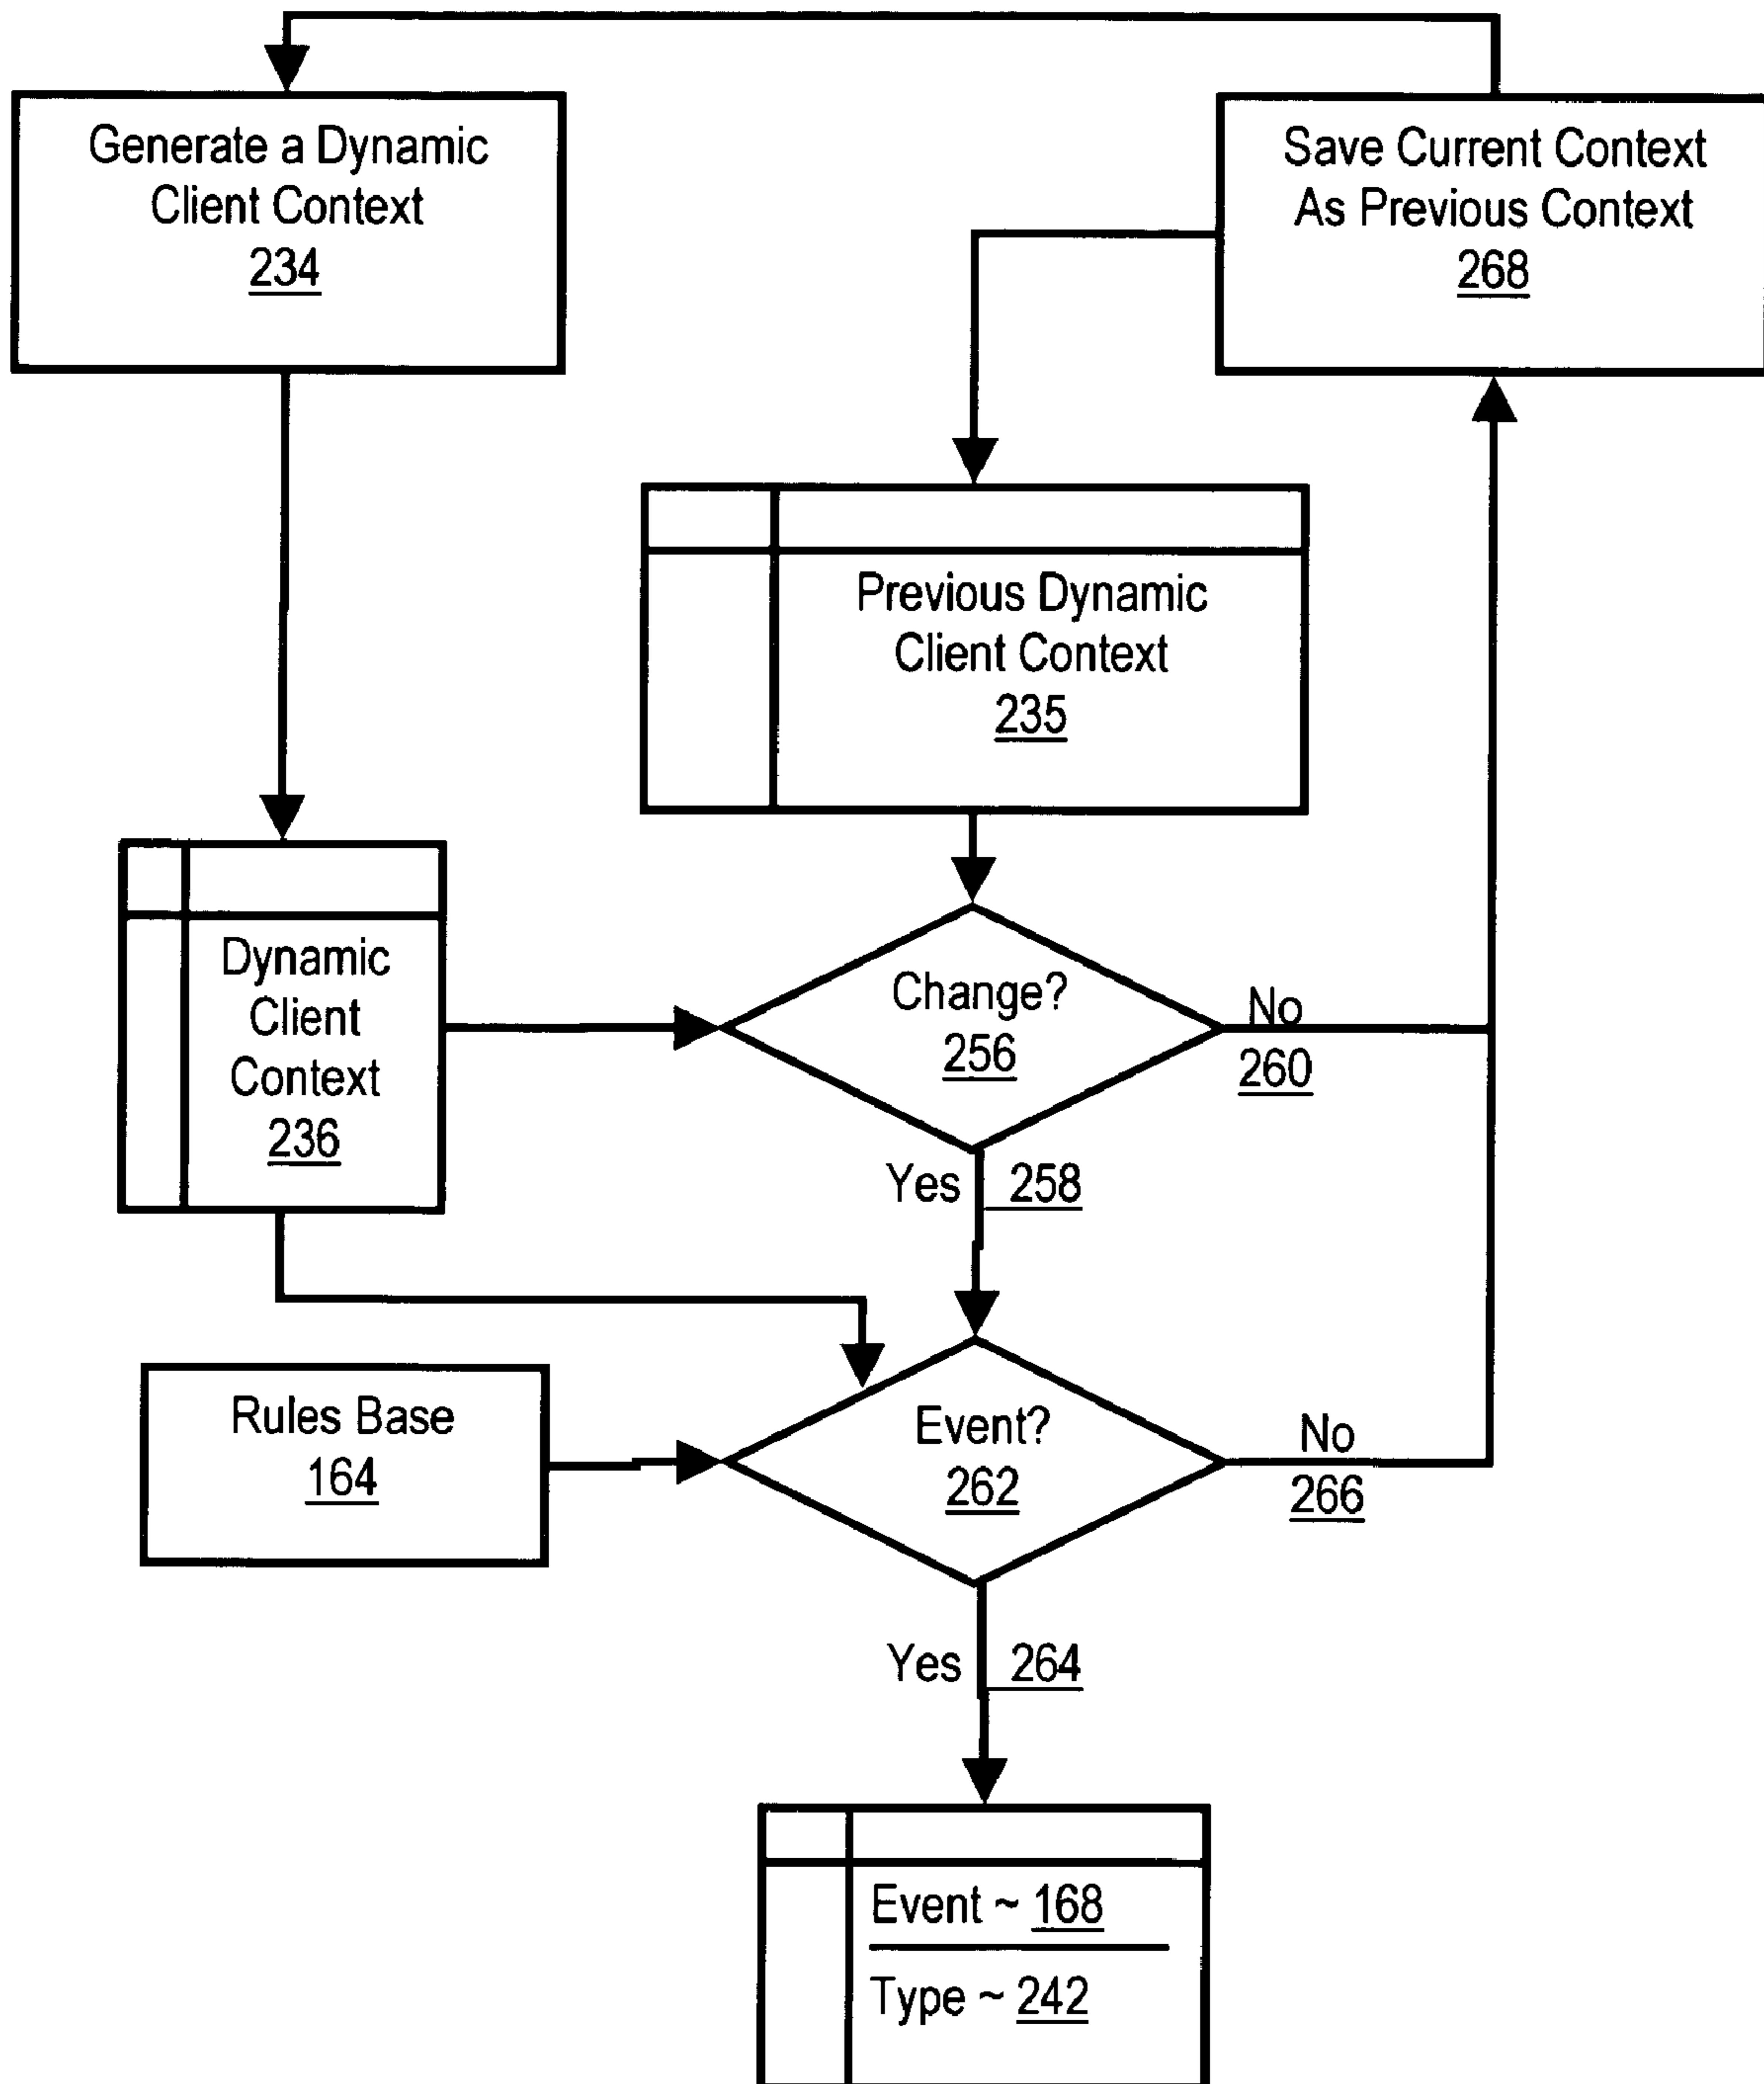 Generate a Dynamic
Client Context
234
Save Current Context
As Previous Context
268
Previous Dynamic
Client Context
235
Dynamic
Client
Context
236
Change?
256
No
260
Yes 258
Rules Base
164
Event?
262
No
266
Yes 264
Event ~ 168
Type ~ 242